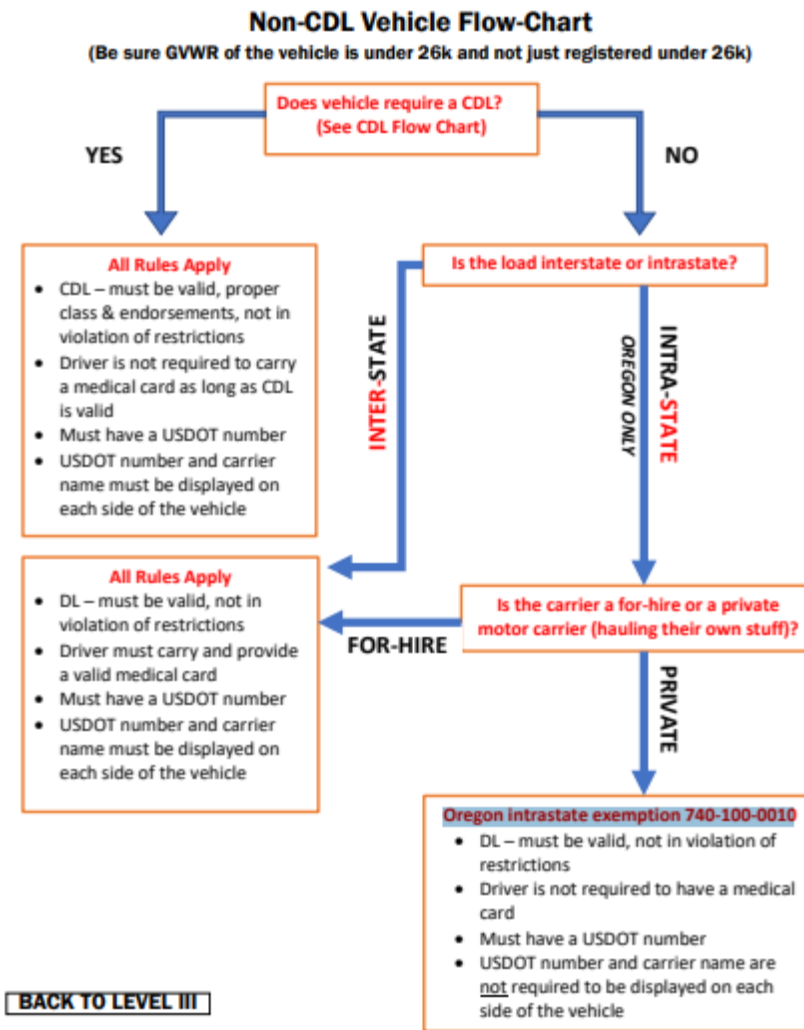 Non-CDL Vehicle Flow-Chart
(Be sure GVWR of the vehicle is under 26k and not just registered under 26k)
Does vehicle require a CDL?
(See CDL Flow Chart)
YES
NO
All Rules Apply
• CDL – must be valid, proper
class & endorsements, not in
violation of restrictions
• Driver is not required to carry
a medical card as long as CDL
is valid
• Must have a USDOT number
• USDOT number and carrier
name must be displayed on
each side of the vehicle
Is the load interstate or intrastate?
INTER-STATE
INTRA-STATE
OREGON ONLY
All Rules Apply
• DL – must be valid, not in
violation of restrictions
• Driver must carry and provide
a valid medical card
• Must have a USDOT number
• USDOT number and carrier
name must be displayed on
each side of the vehicle
Is the carrier a for-hire or a private
motor carrier (hauling their own stuff)?
FOR-HIRE
PRIVATE
Oregon intrastate exemption 740-100-0010
• DL – must be valid, not in violation of
restrictions
• Driver is not required to have a medical
card
• Must have a USDOT number
• USDOT number and carrier name are
not required to be displayed on each
side of the vehicle
BACK TO LEVEL III